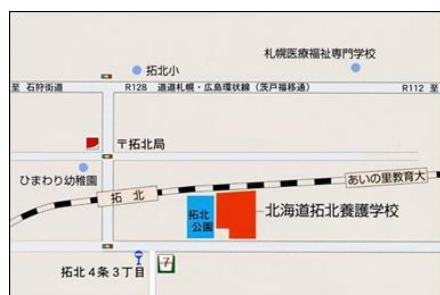 札幌医療福祉専門学校
拓北小
至 石狩街道
R128 道道札幌・広島環状線（茨戸福移通）
R112 至
〒拓北局
ひまわり幼稚園
拓 北
あいの里教育大
拓北
公園
北海道拓北養護学校
拓北4条3丁目
7